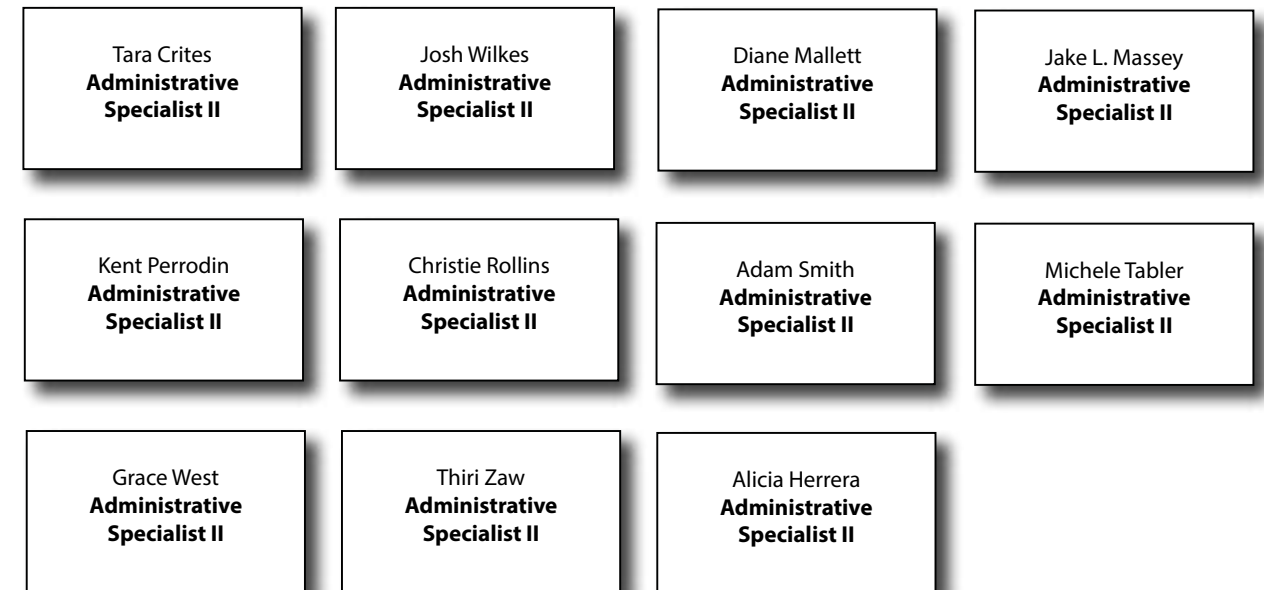 Tara Crites
Administrative
Specialist II
Josh Wilkes
Administrative
Specialist II
Diane Mallett
Administrative
Specialist II
Jake L. Massey
Administrative
Specialist II
Kent Perrodin
Administrative
Specialist II
Christie Rollins
Administrative
Specialist II
Adam Smith
Administrative
Specialist II
Michele Tabler
Administrative
Specialist II
Grace West
Administrative
Specialist II
Thiri Zaw
Administrative
Specialist II
Alicia Herrera
Administrative
Specialist II